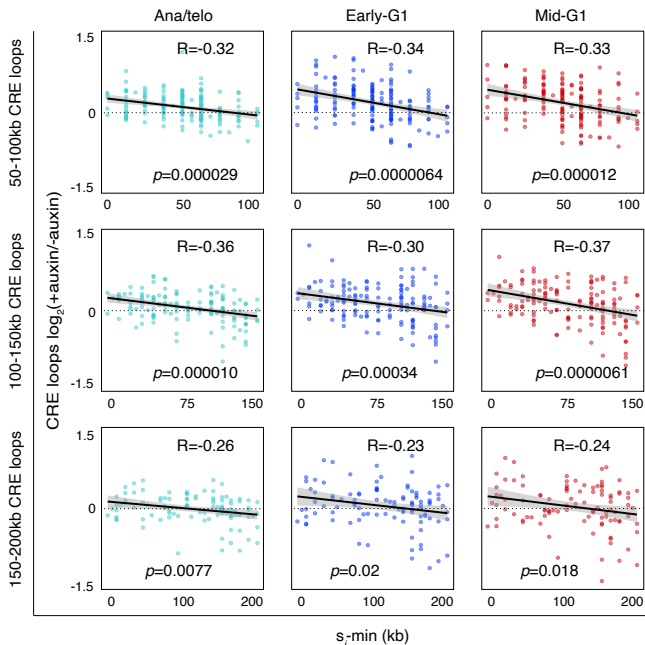 Ana/telo Early-G1 Mid-G1
CRE loops log2(+auxin/-auxin)
50-100kb CRE loops
1.5
0
-1.5
R=-0.32
p=0.000029
0 50 100
R=-0.34
p=0.0000064
0 50 100
R=-0.33
p=0.000012
0 50 100
100-150kb CRE loops
1.5
0
-1.5
R=-0.36
p=0.000010
0 75 150
R=-0.30
p=0.00034
0 75 150
R=-0.37
p=0.0000061
0 75 150
150-200kb CRE loops
1.5
0
-1.5
R=-0.26
p=0.0077
0 100 200
R=-0.23
p=0.02
0 100 200
R=-0.24
p=0.018
0 100 200
si-min (kb)